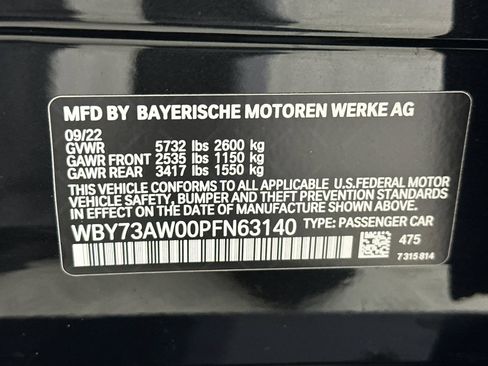 MFD BY BAYERISCHE MOTOREN WERKE AG
09/22
GVWR 5732 lbs 2600 kg
GAWR FRONT 2535 lbs 1150 kg
GAWR REAR 3417 lbs 1550 kg
THIS VEHICLE CONFORMS TO ALL APPLICABLE U.S.FEDERAL MOTOR
VEHICLE SAFETY, BUMPER AND THEFT PREVENTION STANDARDS
IN EFFECT ON THE DATE OF MANUFACTURE SHOWN ABOVE.
WBY73AW00PFN63140 TYPE: PASSENGER CAR
475
7 315 814